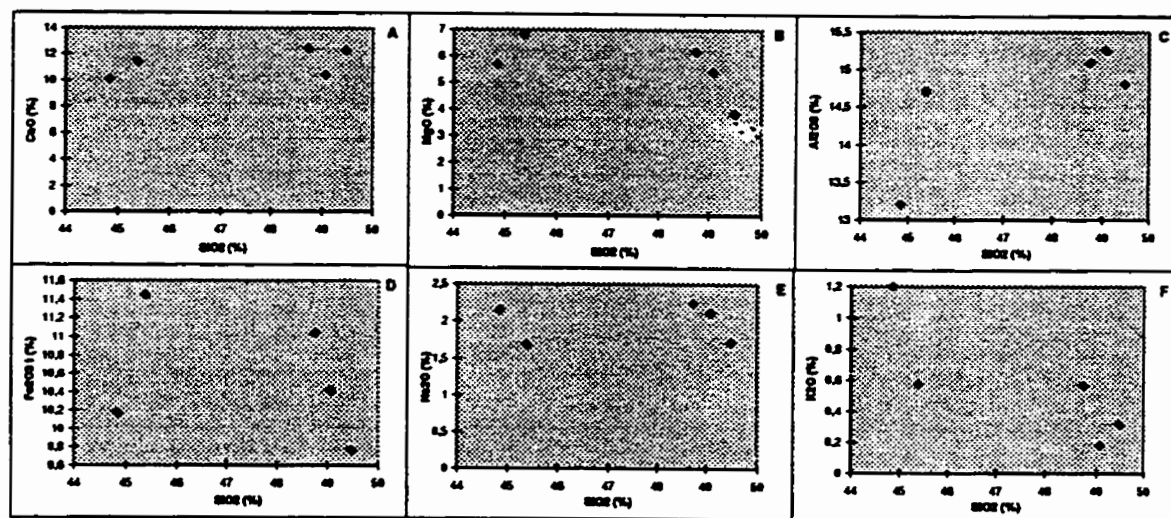 A
CaO (%)
14
12
10
8
6
4
2
0
44 45 46 47 48 49 50
SIO2 (%)
B
MgO (%)
7
6
5
4
3
2
1
0
44 45 46 47 48 49 50
SIO2 (%)
C
15,5
15
14,5
14
13,5
13
44 45 46 47 48 49 50
SIO2 (%)
D
Fe2O3 t (%)
11,6
11,4
11,2
11
10,8
10,6
10,4
10,2
10
9,8
9,6
44 45 46 47 48 49 50
SIO2 (%)
E
Na2O (%)
2,5
2
1,5
1
0,5
0
44 45 46 47 48 49 50
SIO2 (%)
F
K2O (%)
1,2
1
0,8
0,6
0,4
0,2
0
44 45 46 47 48 49 50
SIO2 (%)